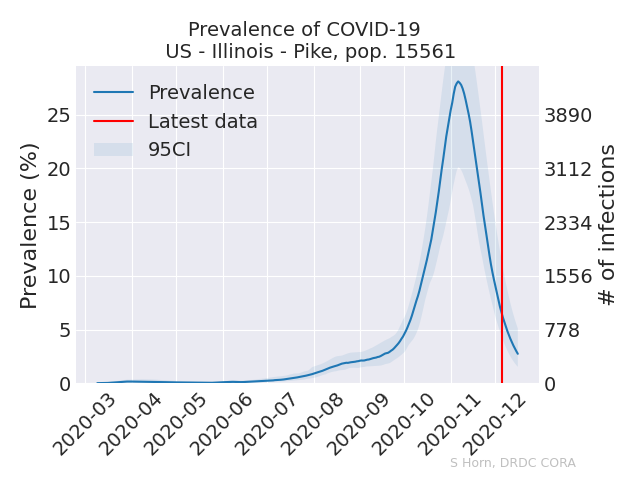 Prevalence of COVID-19
US - Illinois - Pike, pop. 15561
Prevalence
Latest data
95CI
Prevalence (%)
25
20
15
10
5
0
# of infections
3890
3112
2334
1556
778
0
2020-03
2020-04
2020-05
2020-06
2020-07
2020-08
2020-09
2020-10
2020-11
2020-12
S Horn, DRDC CORA